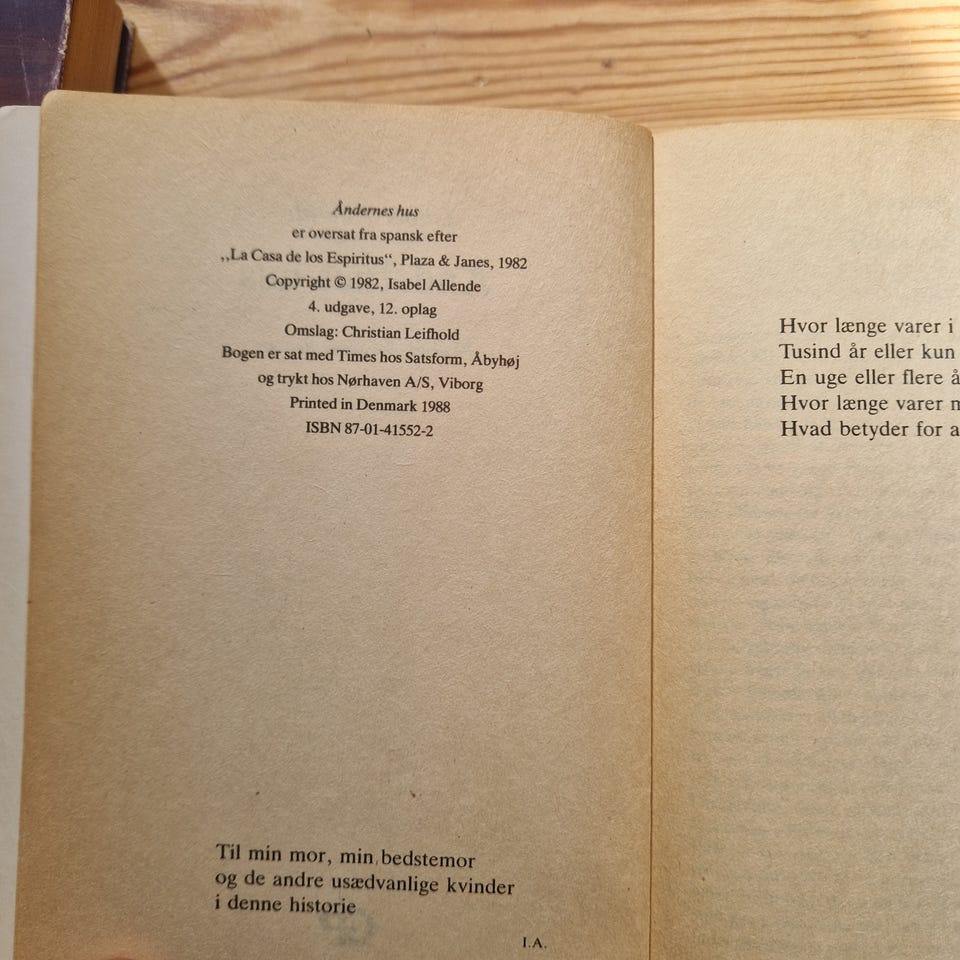 Åndernes hus
er oversat fra spansk efter
„La Casa de los Espiritus“, Plaza & Janes, 1982
Copyright © 1982, Isabel Allende
4. udgave, 12. oplag
Omslag: Christian Leifhold
Bogen er sat med Times hos Satsform, Åbyhøj
og trykt hos Nørhaven A/S, Viborg
Printed in Denmark 1988
ISBN 87-01-41552-2
Til min mor, min bedstemor
og de andre usædvanlige kvinder
i denne historie
I.A.
Hvor længe varer i
Tusind år eller kun
En uge eller flere å
Hvor længe varer m
Hvad betyder for a